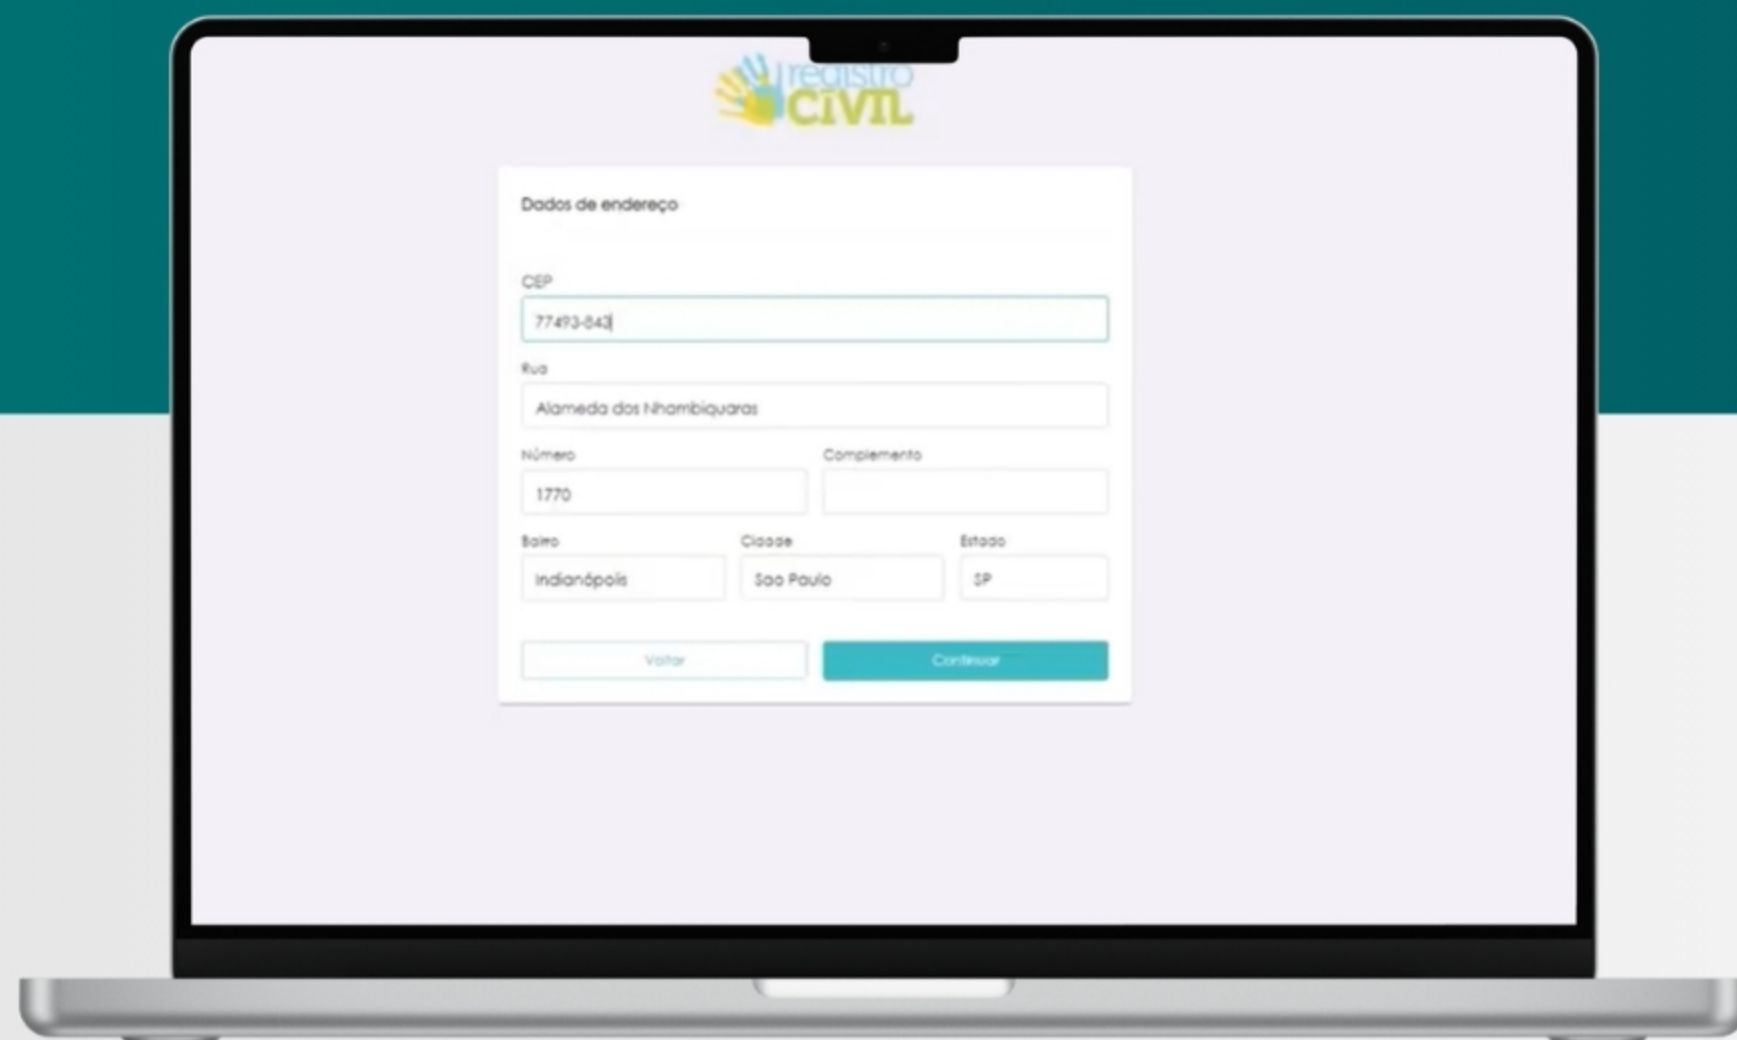 registro
CIVIL
Dados de endereço
CEP
77493-843
Rua
Alameda dos Nhambiquaras
Número
Complemento
1770
Bairro
Cidade
Estado
Indianópolis
Sao Paulo
SP
Voltar
Continuar